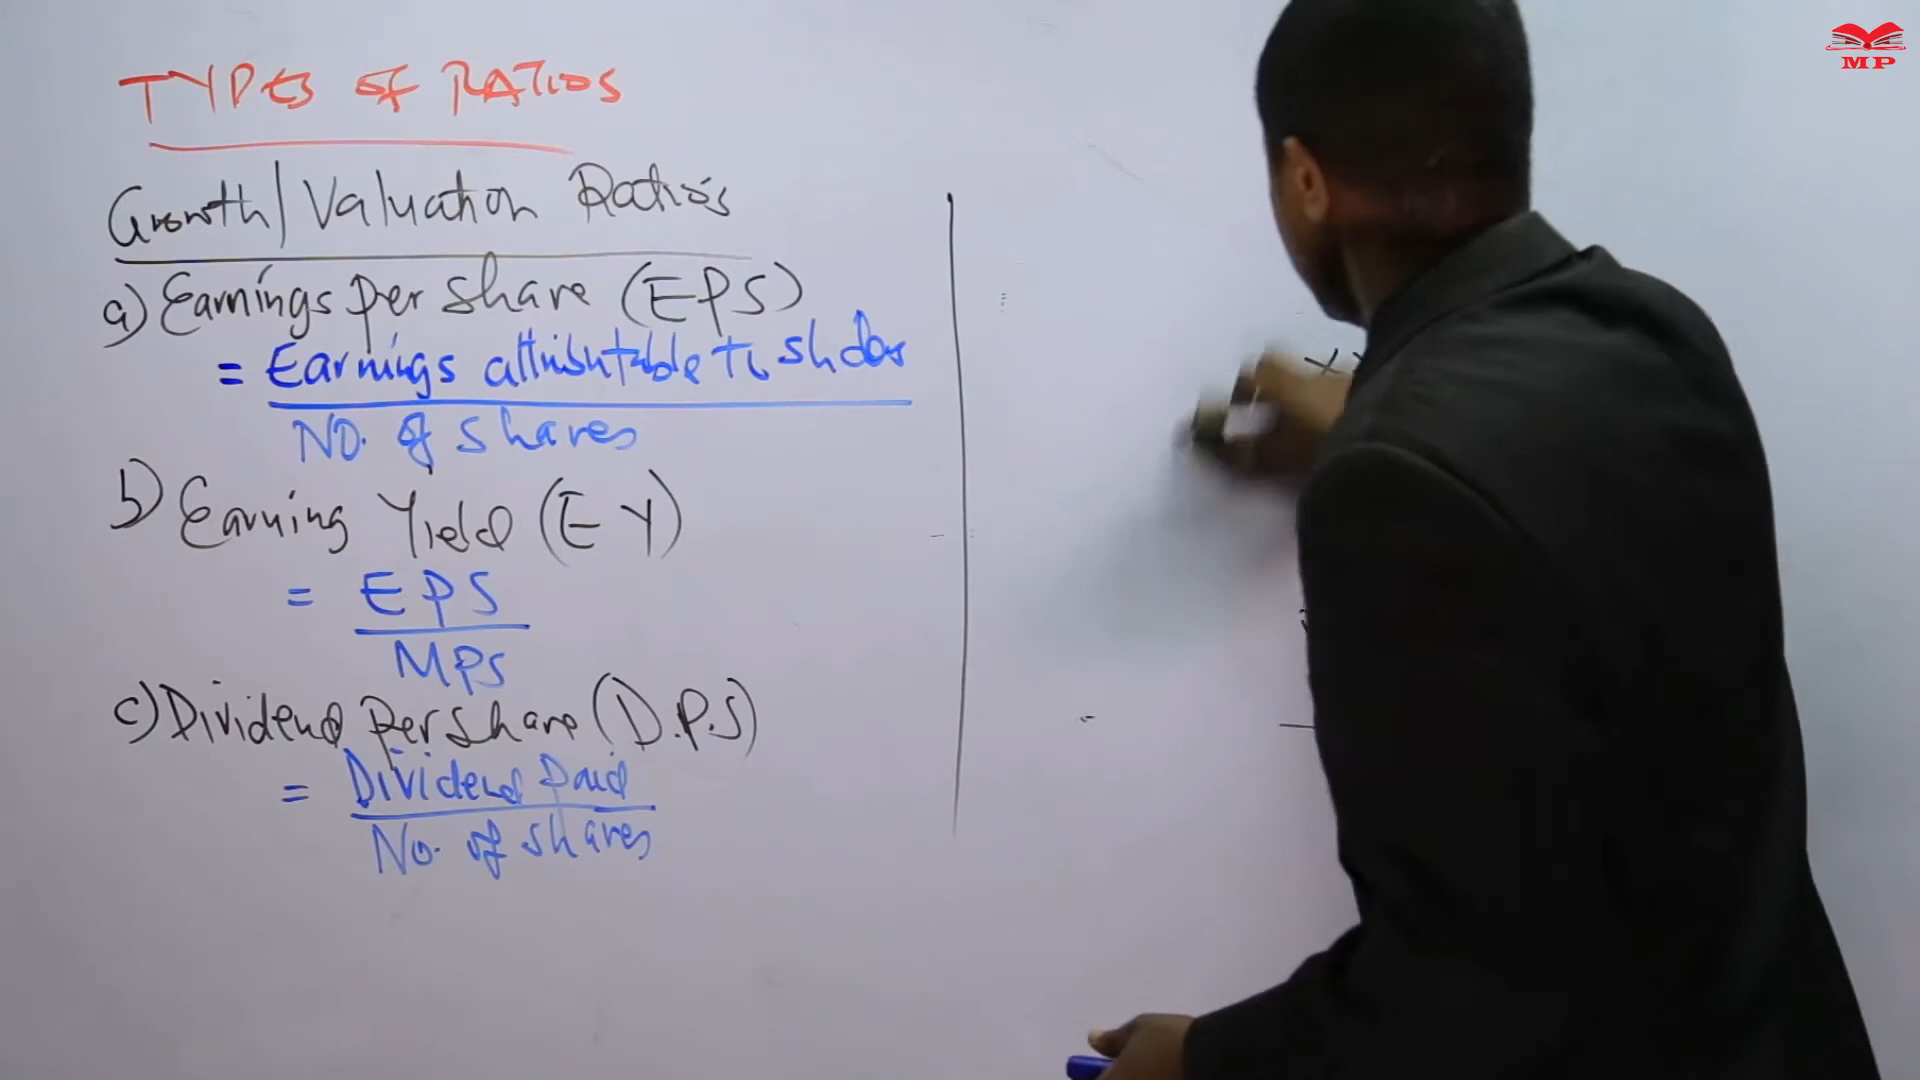 TYPES OF RATIOS
Growth/Valuation Ratios
a) Earnings Per Share (EPS)
= Earnings attributable to shders
No. of shares
b) Earning Yield (EY)
= EPS
MPS
c) Dividend Per Share (D.P.S)
= Dividend Paid
No. of shares
MP